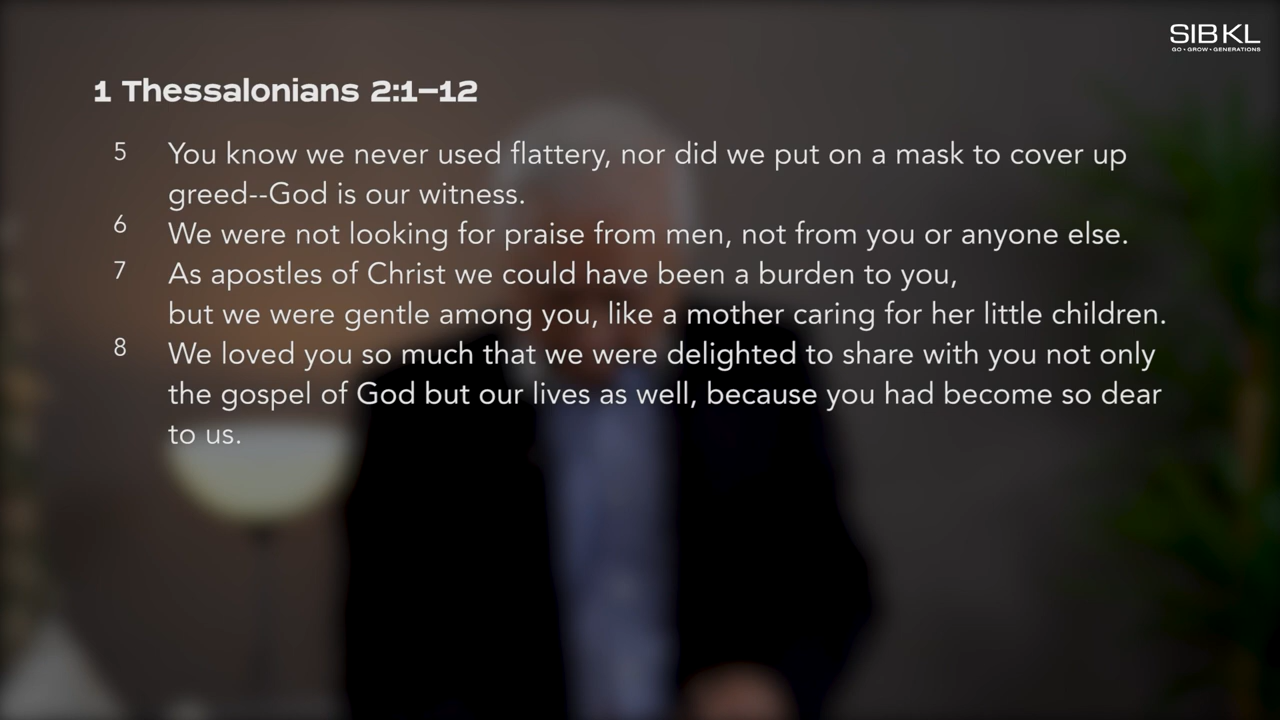 SIBKL
GO • GROW • GENERATIONS
1 Thessalonians 2:1–12
5 You know we never used flattery, nor did we put on a mask to cover up
greed--God is our witness.
6 We were not looking for praise from men, not from you or anyone else.
7 As apostles of Christ we could have been a burden to you,
but we were gentle among you, like a mother caring for her little children.
8 We loved you so much that we were delighted to share with you not only
the gospel of God but our lives as well, because you had become so dear
to us.